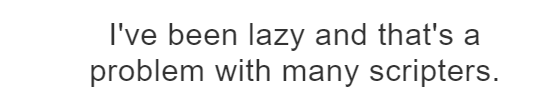 I've been lazy and that's a
problem with many scripters.